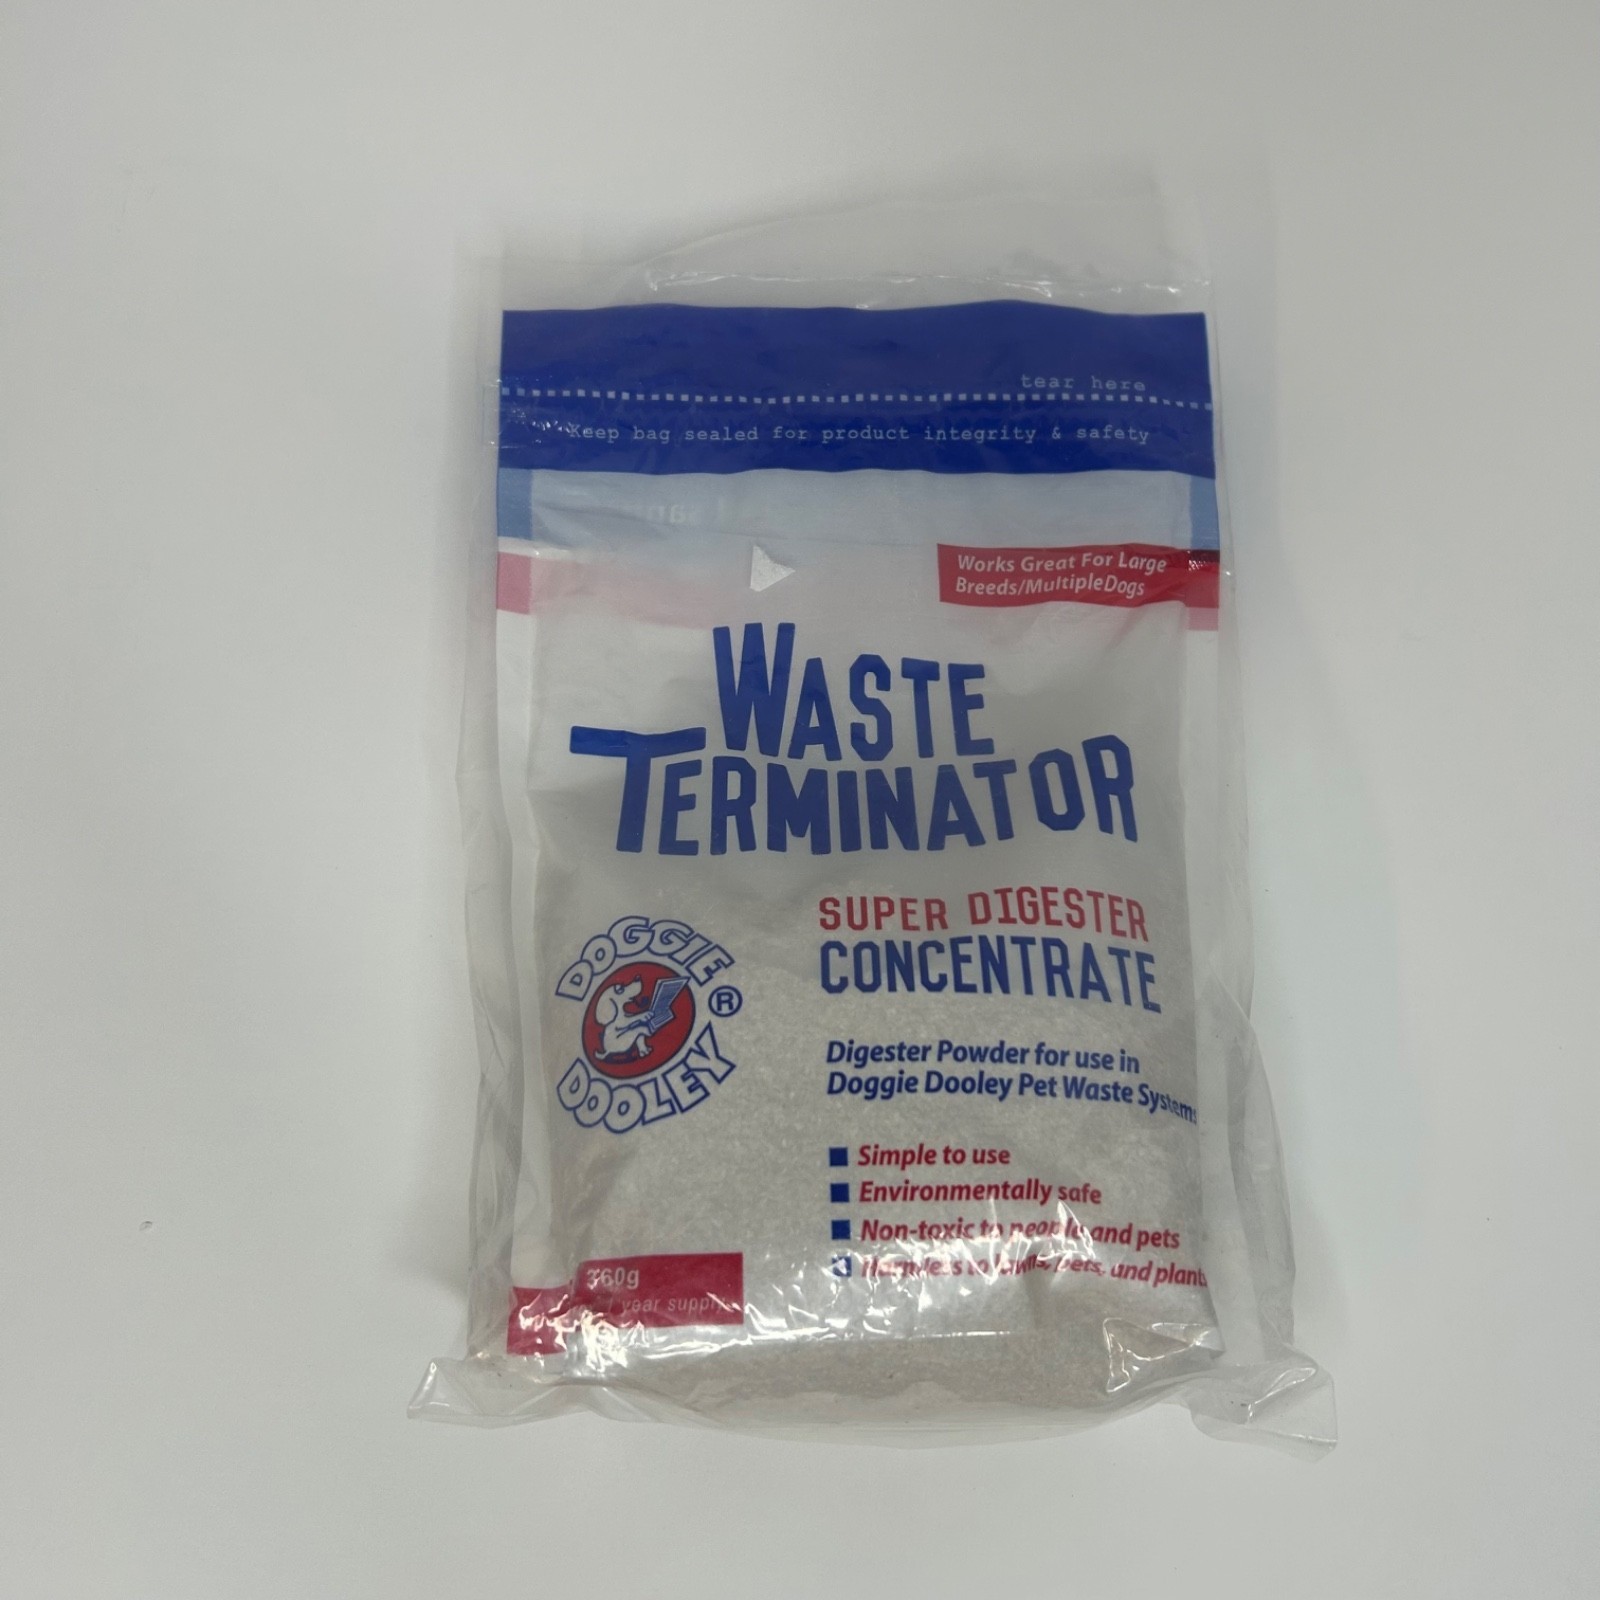 tear here
Keep bag sealed for product integrity & safety
Works Great For Large
Breeds/Multiple Dogs
WASTE
TERMINATOR
SUPER DIGESTER
CONCENTRATE
DOGGIE
®
DOOLEY
Digester Powder for use in
Doggie Dooley Pet Waste Systems
Simple to use
Environmentally safe
Non-toxic to people and pets
Harmless to lawns, pets, and plants
360g
1 year supply